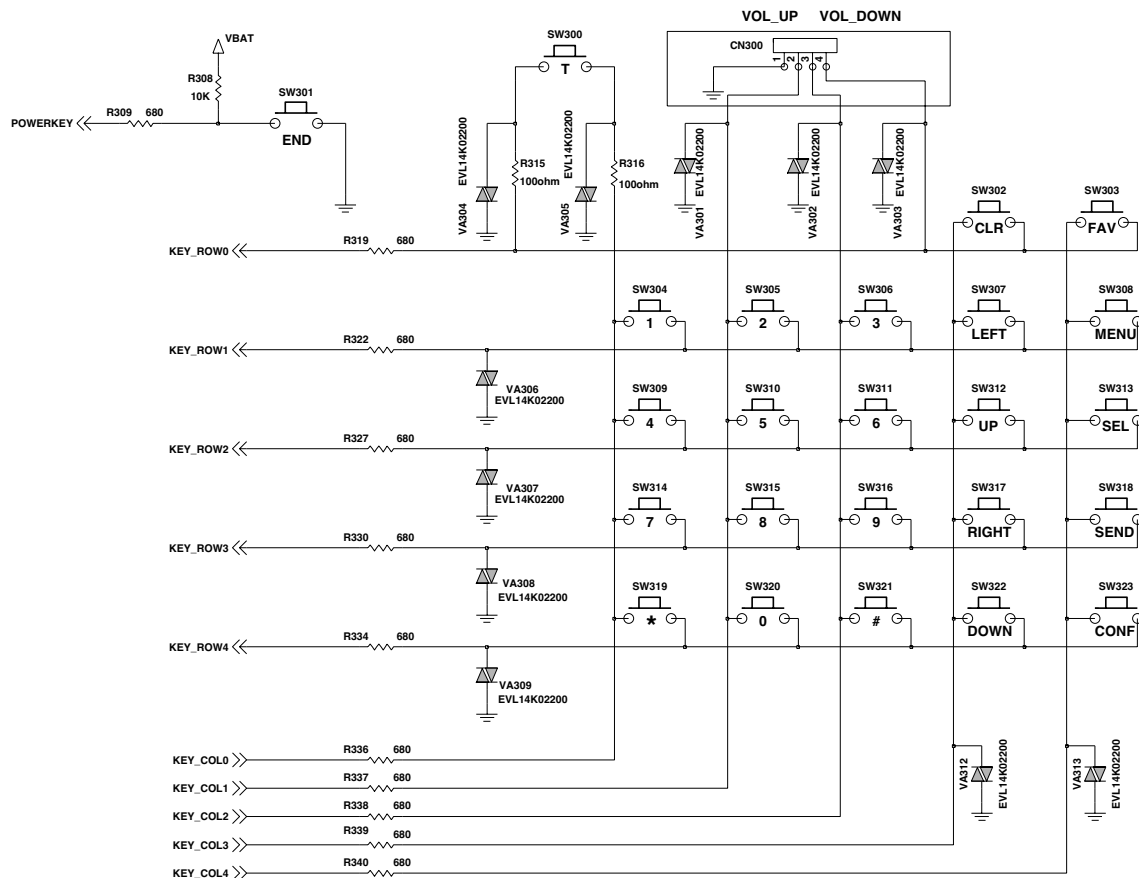 VOL_UP VOL_DOWN
CN300
1 2 3 4
VBAT
SW300
T
R308
10K
R309 680
SW301
POWERKEY
END
EVL14K02200
VA304
R315
100ohm
EVL14K02200
VA305
R316
100ohm
VA301
EVL14K02200
VA302
EVL14K02200
VA303
EVL14K02200
SW302
CLR
SW303
FAV
KEY_ROW0
R319 680
SW304
1
SW305
2
SW306
3
SW307
LEFT
SW308
MENU
KEY_ROW1
R322 680
VA306
EVL14K02200
SW309
4
SW310
5
SW311
6
SW312
UP
SW313
SEL
KEY_ROW2
R327 680
VA307
EVL14K02200
SW314
7
SW315
8
SW316
9
SW317
RIGHT
SW318
SEND
KEY_ROW3
R330 680
VA308
EVL14K02200
SW319
*
SW320
0
SW321
#
SW322
DOWN
SW323
CONF
KEY_ROW4
R334 680
VA309
EVL14K02200
KEY_COL0
R336 680
KEY_COL1
R337 680
KEY_COL2
R338 680
KEY_COL3
R339 680
KEY_COL4
R340 680
VA312
EVL14K02200
VA313
EVL14K02200